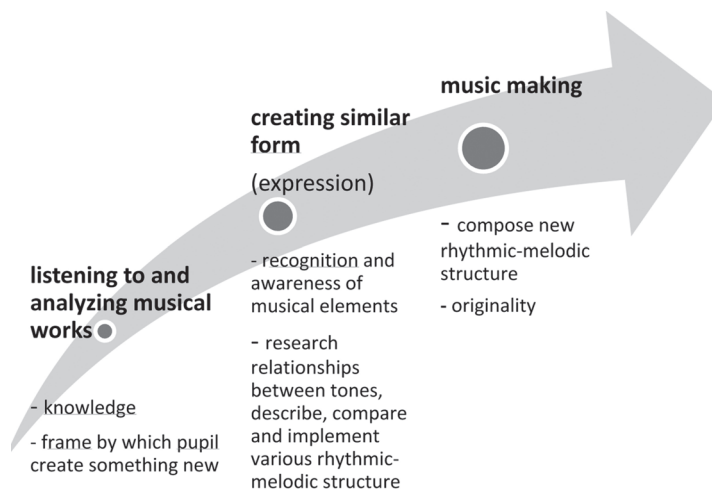 listening to and
analyzing musical
works
- knowledge
- frame by which pupil
create something new
creating similar
form
(expression)
- recognition and
awareness of
musical elements
- research
relationships
between tones,
describe, compare
and implement
various rhythmic-
melodic structure
music making
- compose new
rhythmic-melodic
structure
- originality